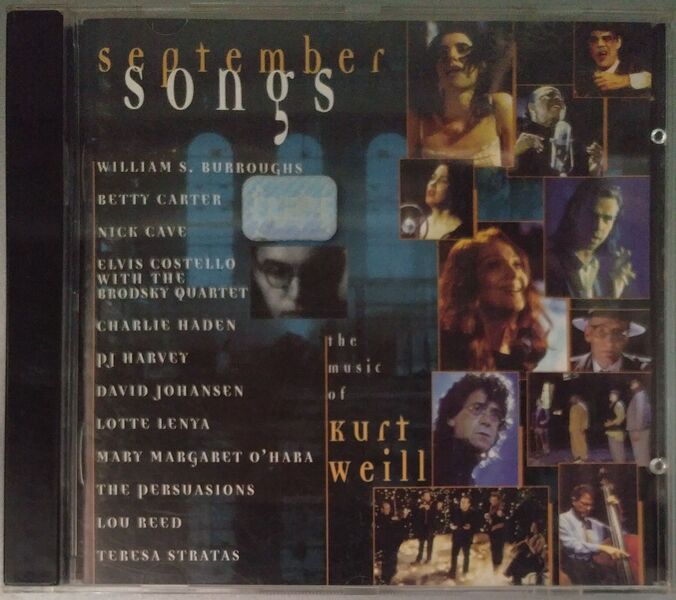 september
songs
WILLIAM S. BURROUGHS
BETTY CARTER
NICK CAVE
ELVIS COSTELLO
WITH THE
BRODSKY QUARTET
CHARLIE HADEN
PJ HARVEY
DAVID JOHANSEN
LOTTE LENYA
MARY MARGARET O'HARA
THE PERSUASIONS
LOU REED
TERESA STRATAS
the
music
of
Kurt
Weill